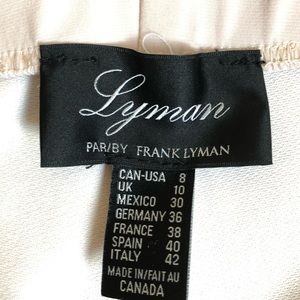 Lyman
PAR/BY FRANK LYMAN
CAN-USA 8
UK 10
MEXICO 30
GERMANY 36
FRANCE 38
SPAIN 40
ITALY 42
MADE IN/FAIT AU
CANADA